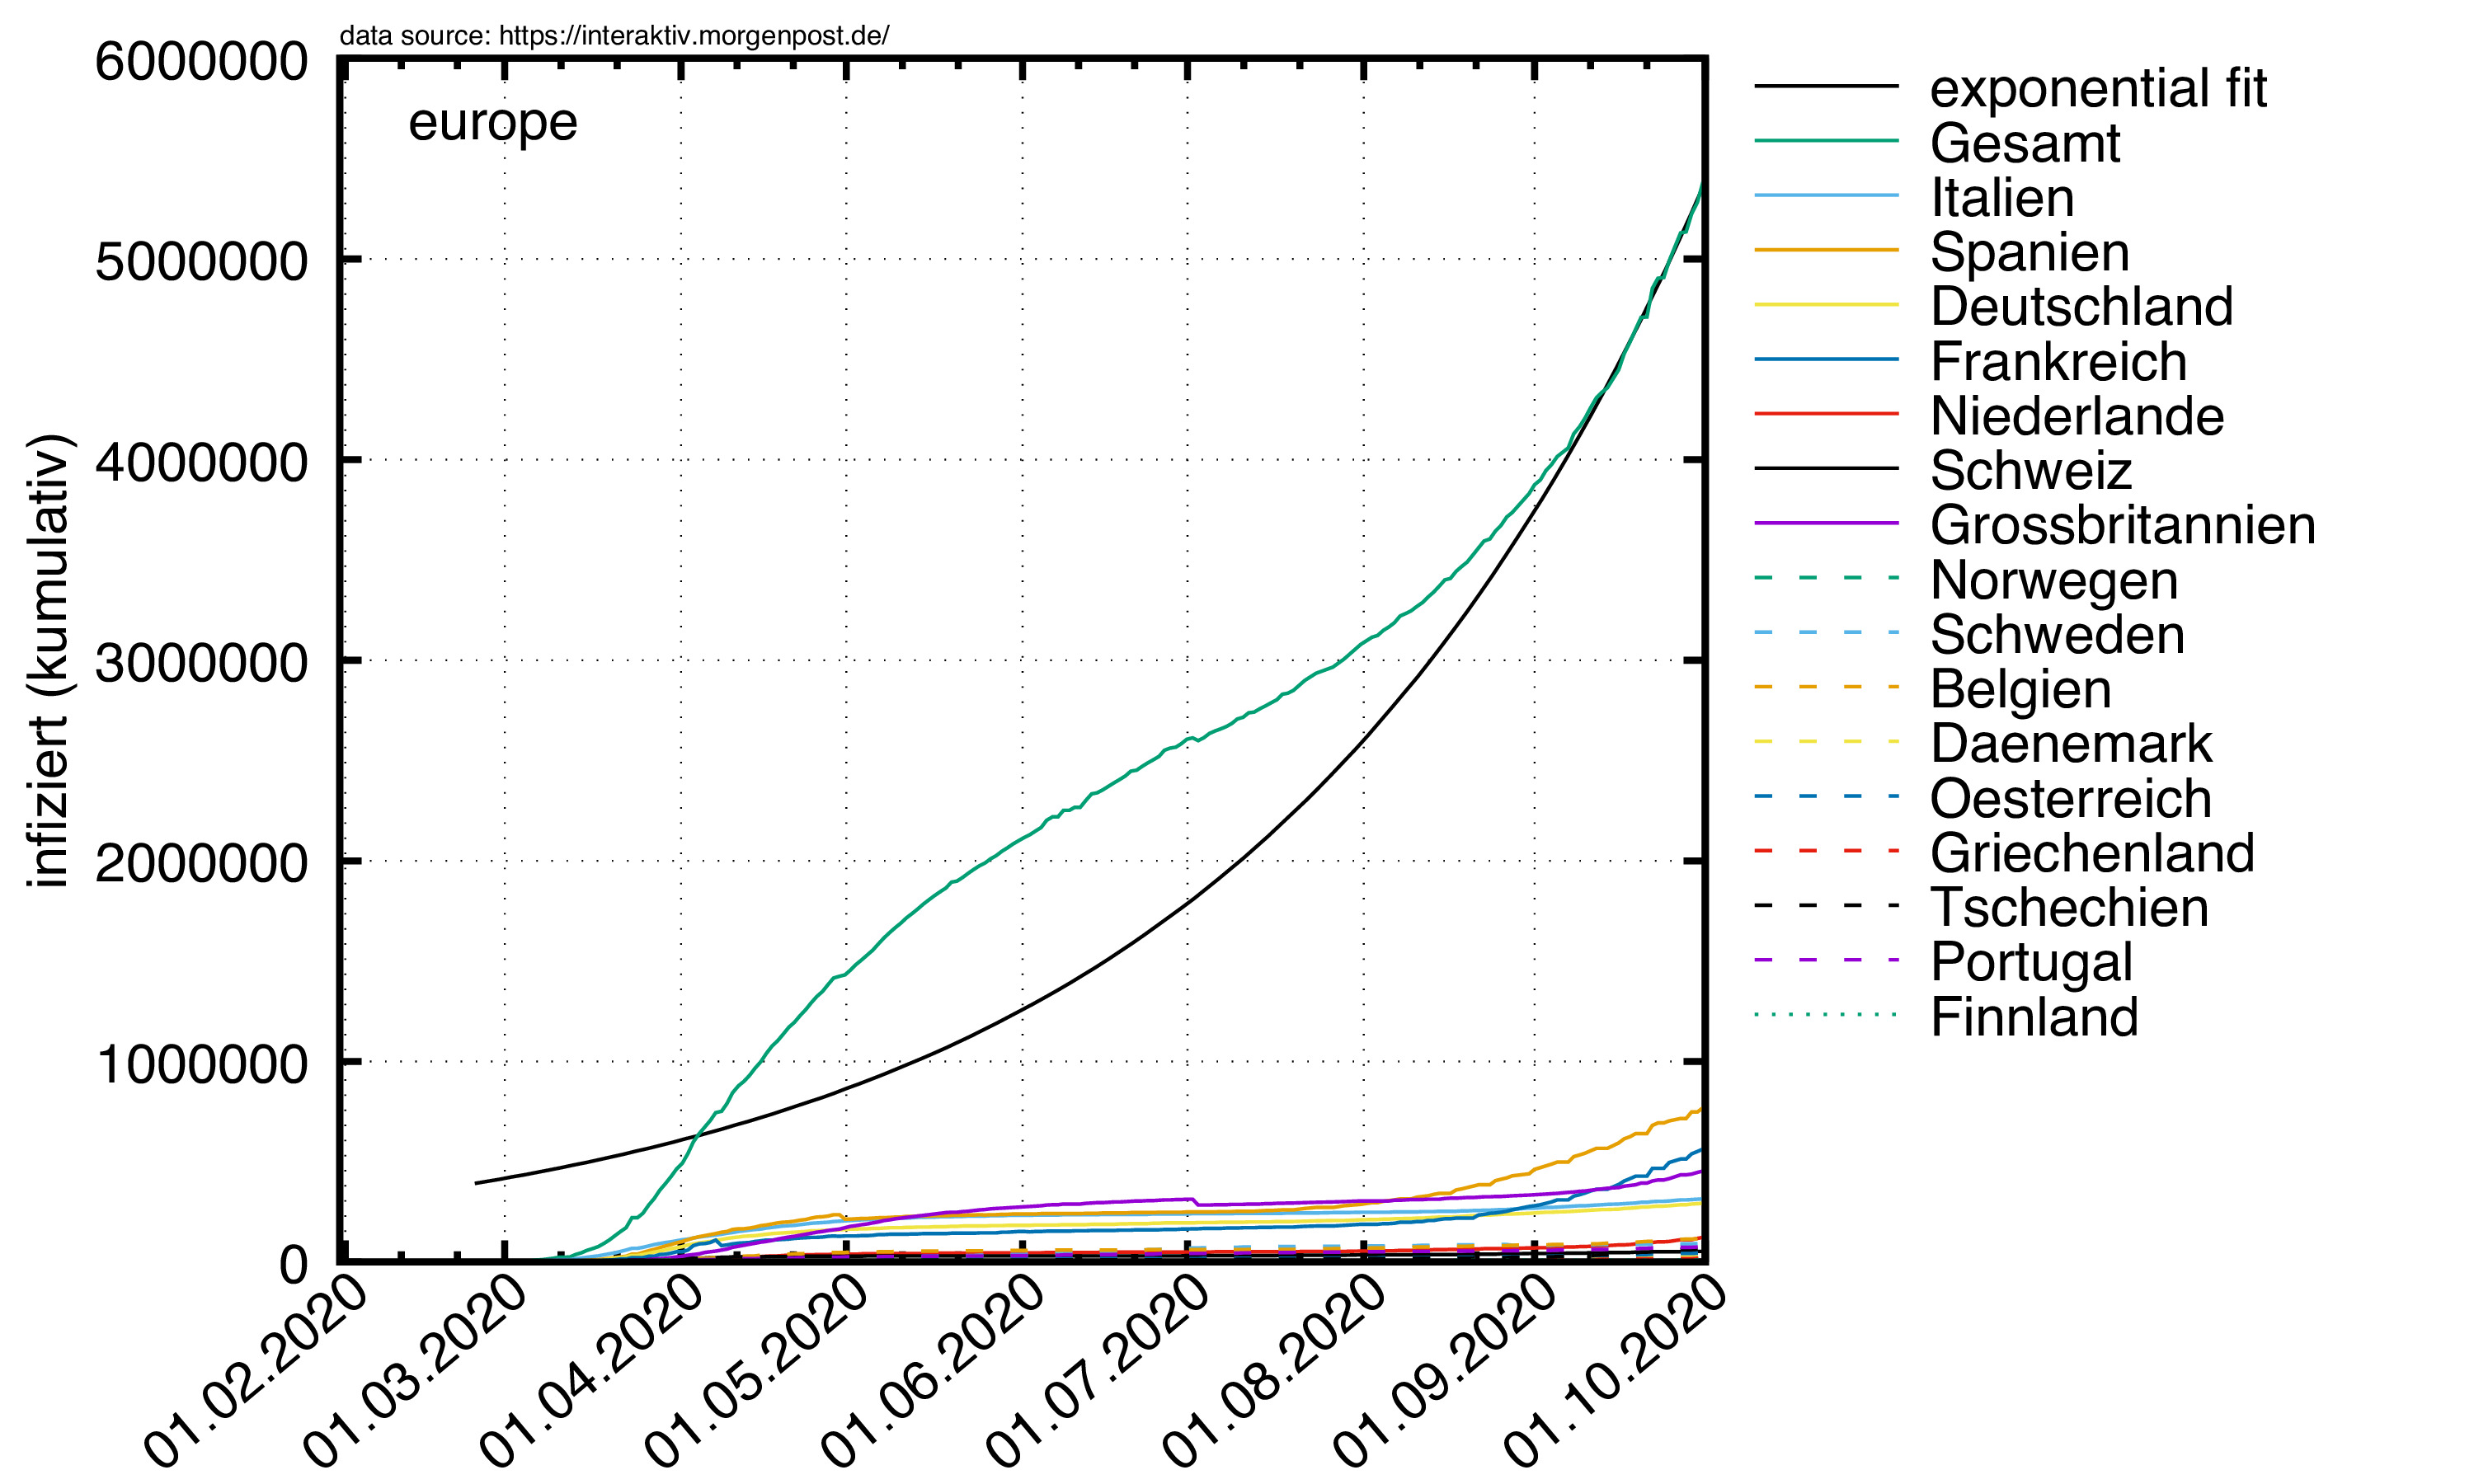 data source: https://interaktiv.morgenpost.de/
europe
infiziert (kumulativ)
6000000
5000000
4000000
3000000
2000000
1000000
0
01.02.2020
01.03.2020
01.04.2020
01.05.2020
01.06.2020
01.07.2020
01.08.2020
01.09.2020
01.10.2020
exponential fit
Gesamt
Italien
Spanien
Deutschland
Frankreich
Niederlande
Schweiz
Grossbritannien
Norwegen
Schweden
Belgien
Daenemark
Oesterreich
Griechenland
Tschechien
Portugal
Finnland